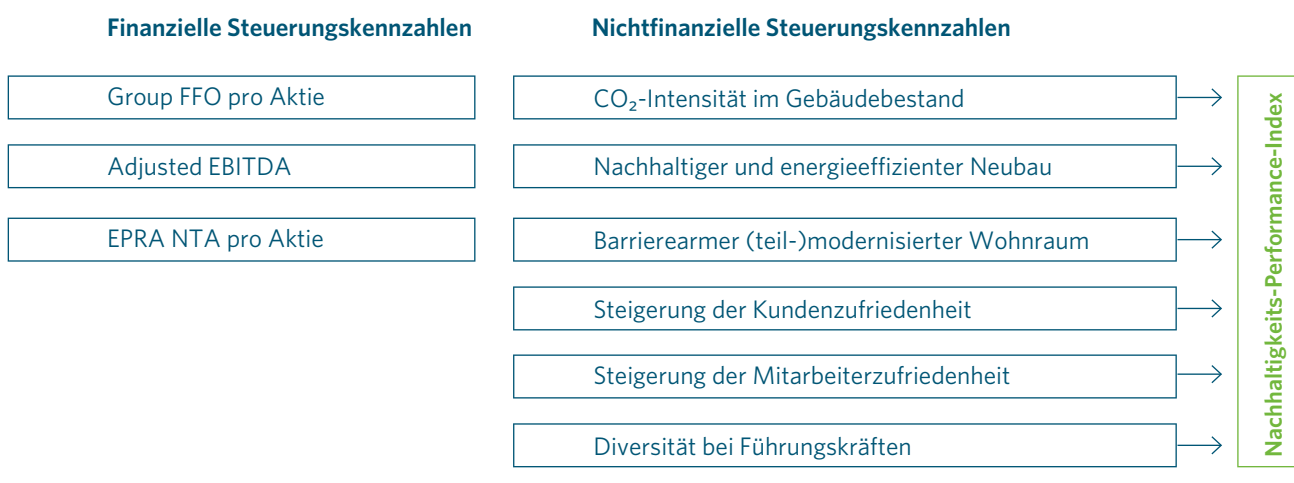 Finanzielle Steuerungskennzahlen
Group FFO pro Aktie
Adjusted EBITDA
EPRA NTA pro Aktie
Nichtfinanzielle Steuerungskennzahlen
CO₂-Intensität im Gebäudebestand
Nachhaltiger und energieeffizienter Neubau
Barrierearmer (teil-)modernisierter Wohnraum
Steigerung der Kundenzufriedenheit
Steigerung der Mitarbeiterzufriedenheit
Diversität bei Führungskräften
Nachhaltigkeits-Performance-Index